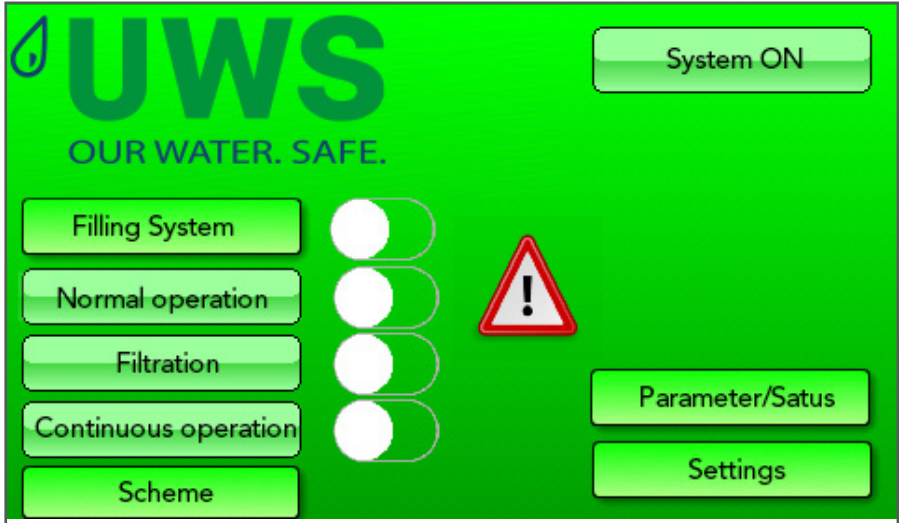 UWS
OUR WATER. SAFE.
System ON
Filling System
Normal operation
Filtration
Continuous operation
Scheme
!
Parameter/Satus
Settings